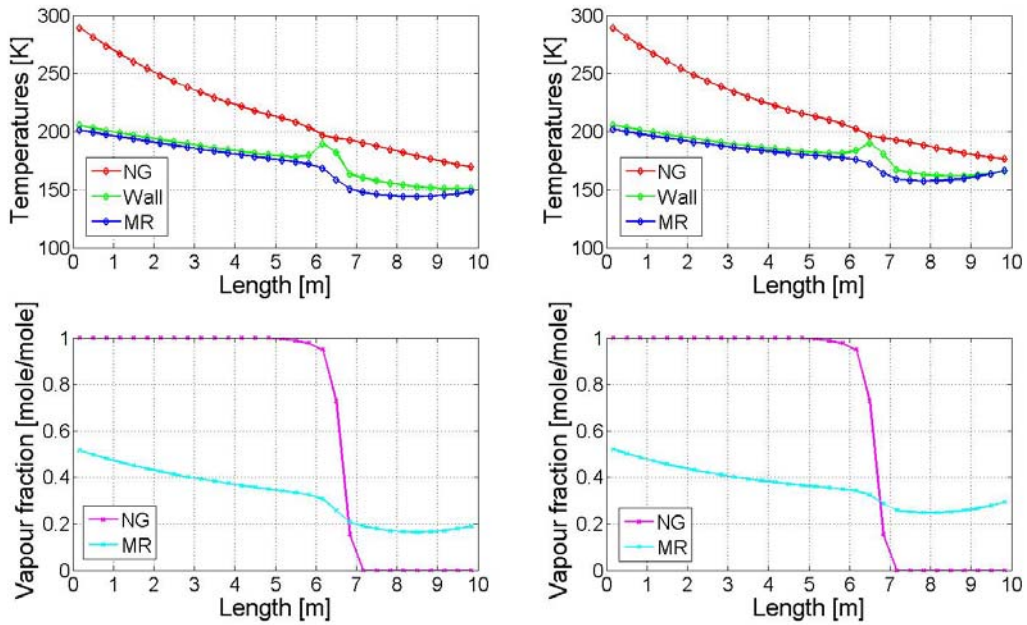 Temperatures [K]
300
250
200
150
100
NG
Wall
MR
0 1 2 3 4 5 6 7 8 9 10
Length [m]
Temperatures [K]
300
250
200
150
100
NG
Wall
MR
0 1 2 3 4 5 6 7 8 9 10
Length [m]
Vapour fraction [mole/mole]
1
0.8
0.6
0.4
0.2
0
NG
MR
0 1 2 3 4 5 6 7 8 9 10
Length [m]
Vapour fraction [mole/mole]
1
0.8
0.6
0.4
0.2
0
NG
MR
0 1 2 3 4 5 6 7 8 9 10
Length [m]